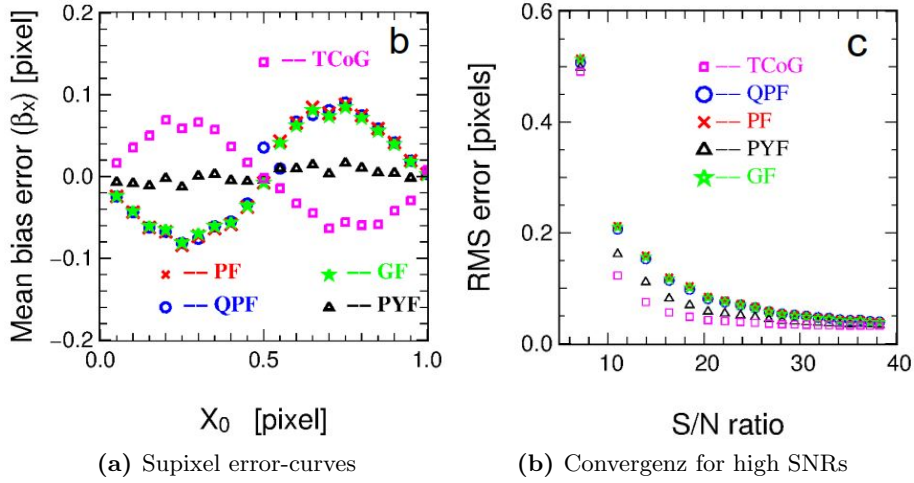 b
Mean bias error (βx) [pixel]
0.2
0.1
0.0
−0.1
−0.2
0.0
0.5
1.0
TCoG
PF
GF
QPF
PYF
X0 [pixel]
(a) Supixel error-curves
c
RMS error [pixels]
0.6
0.4
0.2
0.0
10
20
30
40
TCoG
QPF
PF
PYF
GF
S/N ratio
(b) Convergenz for high SNRs